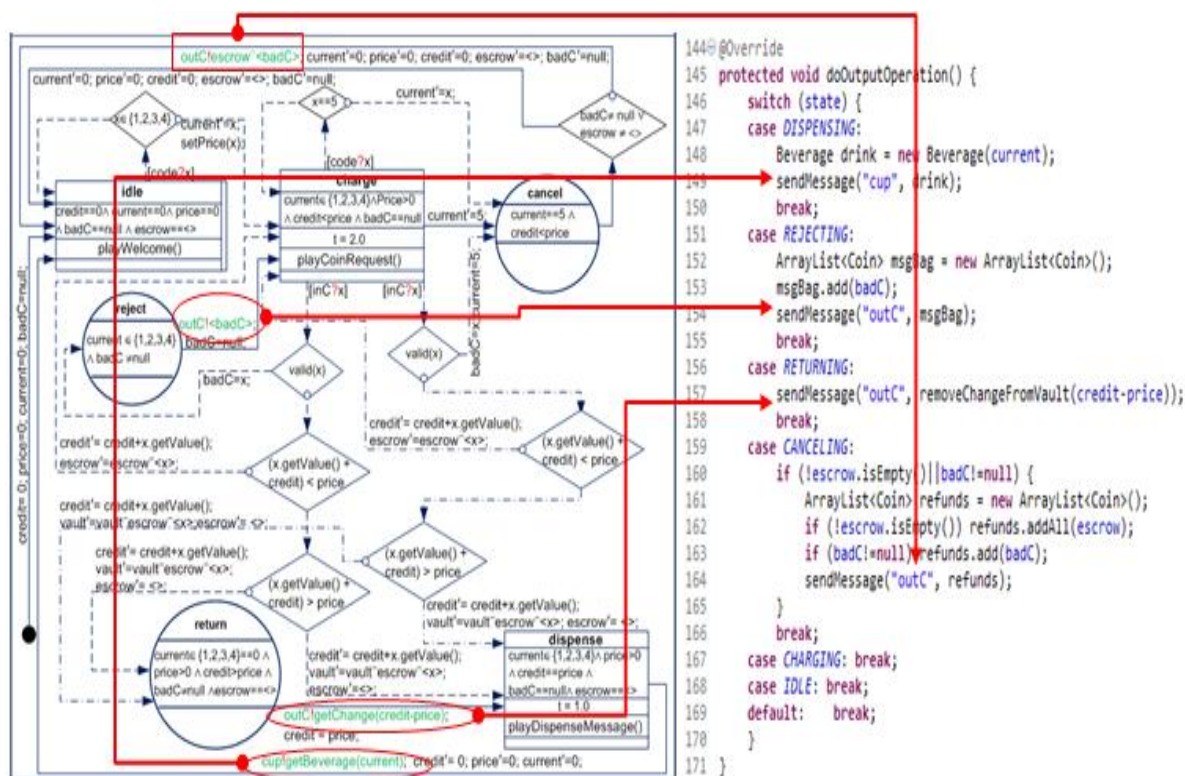 outC!escrow^<badC>; current'=0; price'=0; credit'=0; escrow'=<>; badC'=null;
current'=0; price'=0; credit'=0; escrow'=<>; badC'=null;
x==5
current'=x;
x∈ {1,2,3,4}
current'=x;
setPrice(x);
badC≠ null ∨
escrow ≠ <>
[code?x]
[code?x]
idle
credit==0∧ current==0∧ price==0
∧ badC==null ∧ escrow==<>
playWelcome()
charge
current∈ {1,2,3,4}∧Price>0
∧ credit<price ∧ badC==null
t = 2.0
playCoinRequest()
current'=5;
cancel
current==5 ∧
credit<price
[inC?x]
[inC?x]
reject
current ∈ {1,2,3,4}
∧ badC ≠null
outC!<badC>;
badC=null;
badC'=x; current=5;
valid(x)
valid(x)
badC=x;
credit'= credit+x.getValue();
escrow'=escrow^<x>;
credit'= credit+x.getValue();
escrow'=escrow^<x>;
(x.getValue() +
credit) < price
(x.getValue() +
credit) < price
credit'= credit+x.getValue();
vault'=vault^escrow^<x>;escrow'= <>;
credit'= credit+x.getValue();
vault'=vault^escrow^<x>;
escrow'= <>;
(x.getValue() +
credit) > price
(x.getValue() +
credit) > price
credit'= credit+x.getValue();
vault'=vault^escrow^<x>; escrow'= <>;
credit= 0; price'=0; current=0; badC=null;
return
current∈ {1,2,3,4}==0 ∧
price>0 ∧ credit>price ∧
badC≠null ∧escrow==<>
credit'= credit+x.getValue();
vault'=vault^escrow^<x>;
escrow'=<>;
dispense
current∈ {1,2,3,4}∧ price>0
∧ credit==price ∧
badC==null∧ escrow==<>
t = 1.0
playDispenseMessage()
outC!getChange(credit-price);
credit = price;
cup!getBeverage(current); credit'= 0; price'=0; current'=0;
144 @Override
145 protected void doOutputOperation() {
146 switch (state) {
147 case DISPENSING:
148 Beverage drink = new Beverage(current);
149 sendMessage("cup", drink);
150 break;
151 case REJECTING:
152 ArrayList<Coin> msgBag = new ArrayList<Coin>();
153 msgBag.add(badC);
154 sendMessage("outC", msgBag);
155 break;
156 case RETURNING:
157 sendMessage("outC", removeChangeFromVault(credit-price));
158 break;
159 case CANCELING:
160 if (!escrow.isEmpty()||badC!=null) {
161 ArrayList<Coin> refunds = new ArrayList<Coin>();
162 if (!escrow.isEmpty()) refunds.addAll(escrow);
163 if (badC!=null) refunds.add(badC);
164 sendMessage("outC", refunds);
165 }
166 break;
167 case CHARGING: break;
168 case IDLE: break;
169 default: break;
170 }
171 }